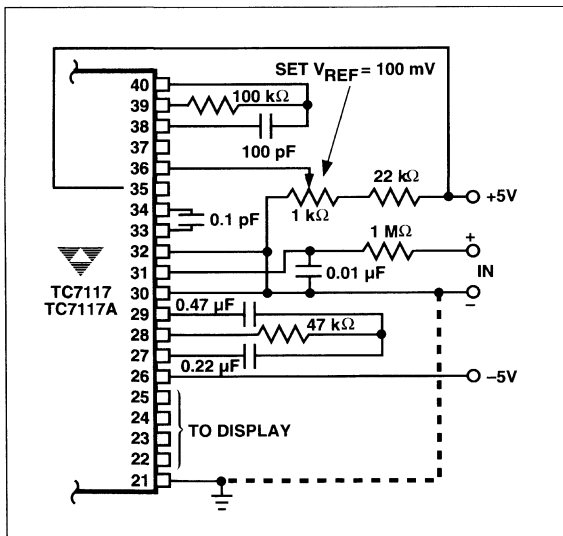 SET VREF = 100 mV
40
39
100 kΩ
38
100 pF
37
36
35
22 kΩ
+5V
1 kΩ
34
0.1 pF
33
32
1 MΩ
+
31
0.01 µF
IN
TC7117
TC7117A
30
–
29
0.47 µF
28
47 kΩ
27
0.22 µF
26
–5V
25
24
TO DISPLAY
23
22
21